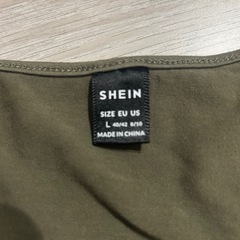 SHEIN
SIZE EU US
L 40/42 8/10
MADE IN CHINA